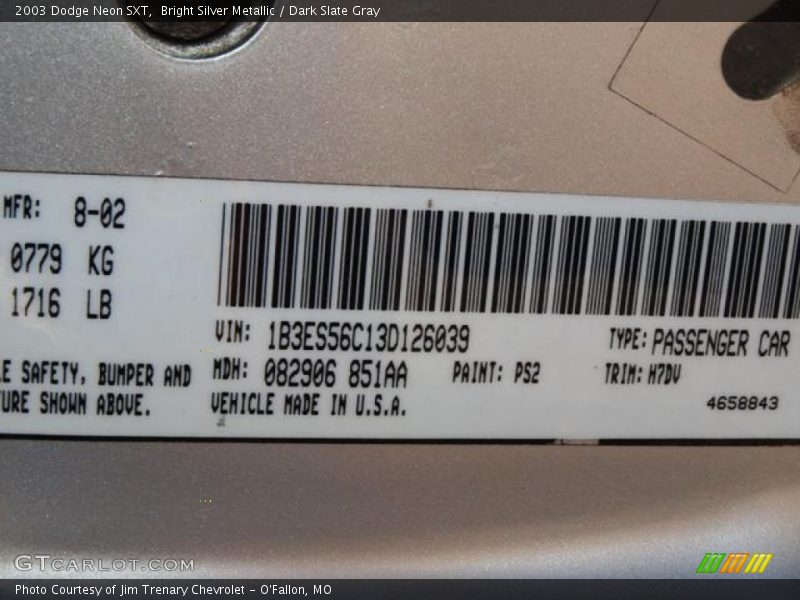 2003 Dodge Neon SXT, Bright Silver Metallic / Dark Slate Gray
MFR: 8-02
0779 KG
1716 LB
VIN: 1B3ES56C13D126039 TYPE: PASSENGER CAR
LE SAFETY, BUMPER AND MDH: 082906 851AA PAINT: PS2 TRIM: H7DV
URE SHOWN ABOVE. VEHICLE MADE IN U.S.A. 4658843
GTCARLOT.COM
Photo Courtesy of Jim Trenary Chevrolet - O'Fallon, MO